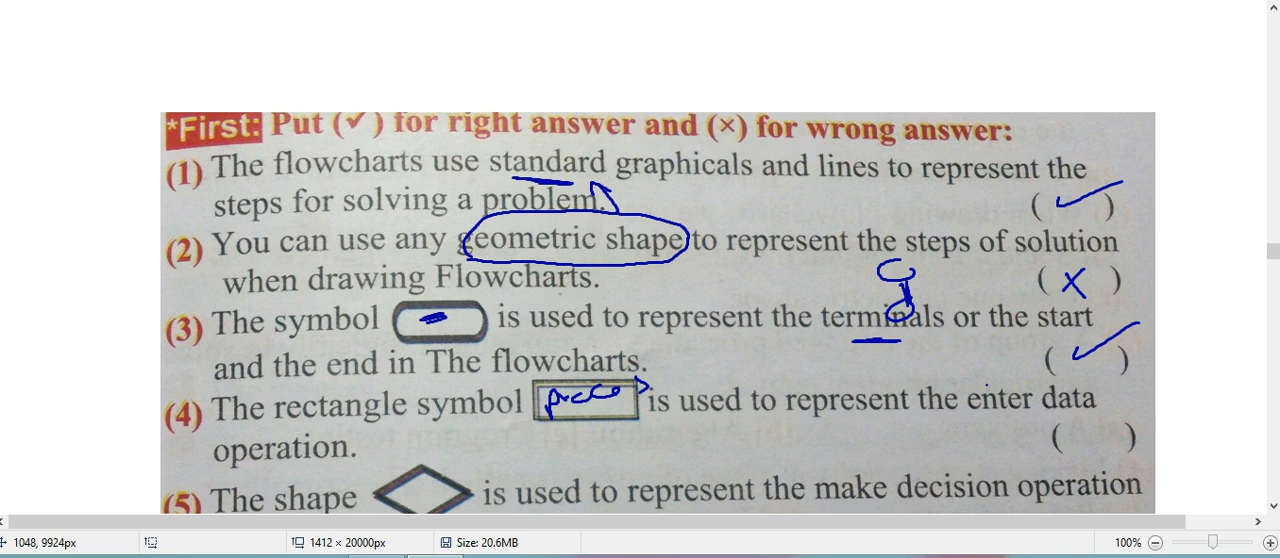 *First: Put (✓) for right answer and (×) for wrong answer:
(1) The flowcharts use standard graphicals and lines to represent the
steps for solving a problem. (✓)
(2) You can use any geometric shape to represent the steps of solution
when drawing Flowcharts. (x)
(3) The symbol is used to represent the terminals or the start
and the end in The flowcharts. (✓)
(4) The rectangle symbol is used to represent the enter data
operation. ( )
(5) The shape is used to represent the make decision operation
1048, 9924px 1412 × 20000px Size: 20.6MB 100%